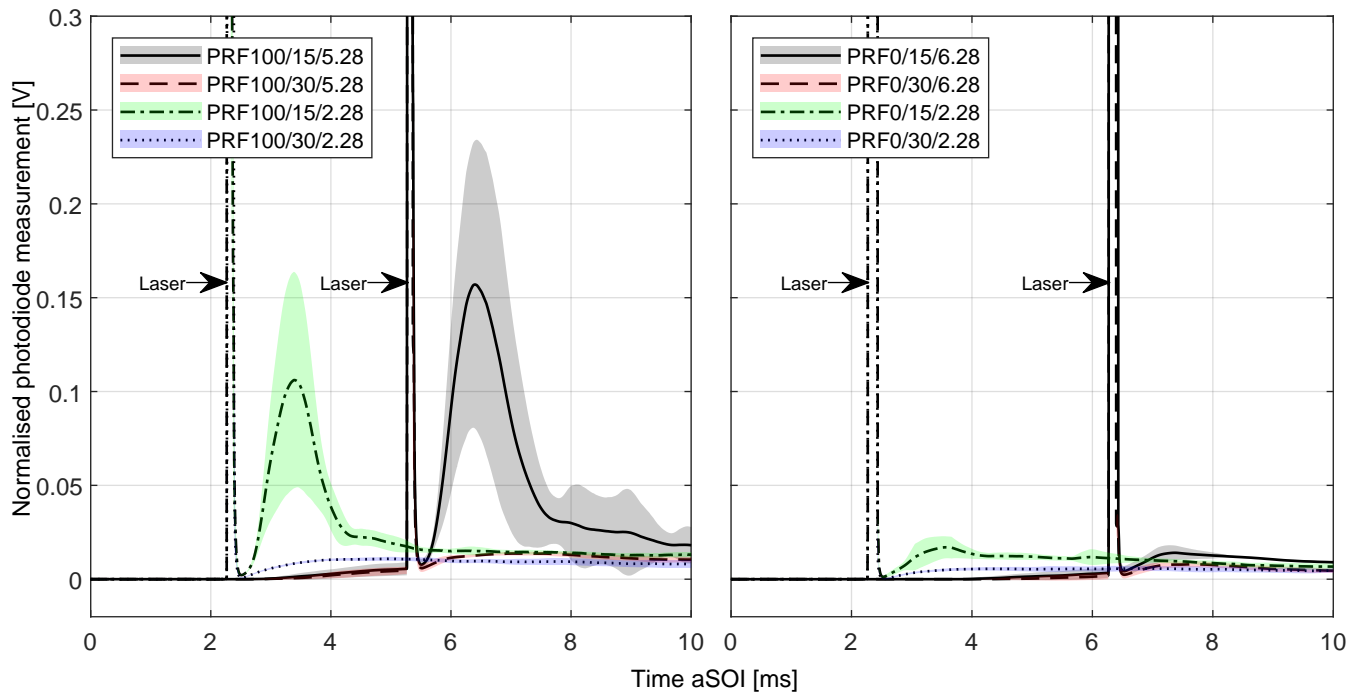 Normalised photodiode measurement [V]
0.3
0.25
0.2
0.15
0.1
0.05
0
PRF100/15/5.28
PRF100/30/5.28
PRF100/15/2.28
PRF100/30/2.28
Laser
Laser
0 2 4 6 8 10
PRF0/15/6.28
PRF0/30/6.28
PRF0/15/2.28
PRF0/30/2.28
Laser
Laser
0 2 4 6 8 10
Time aSOI [ms]